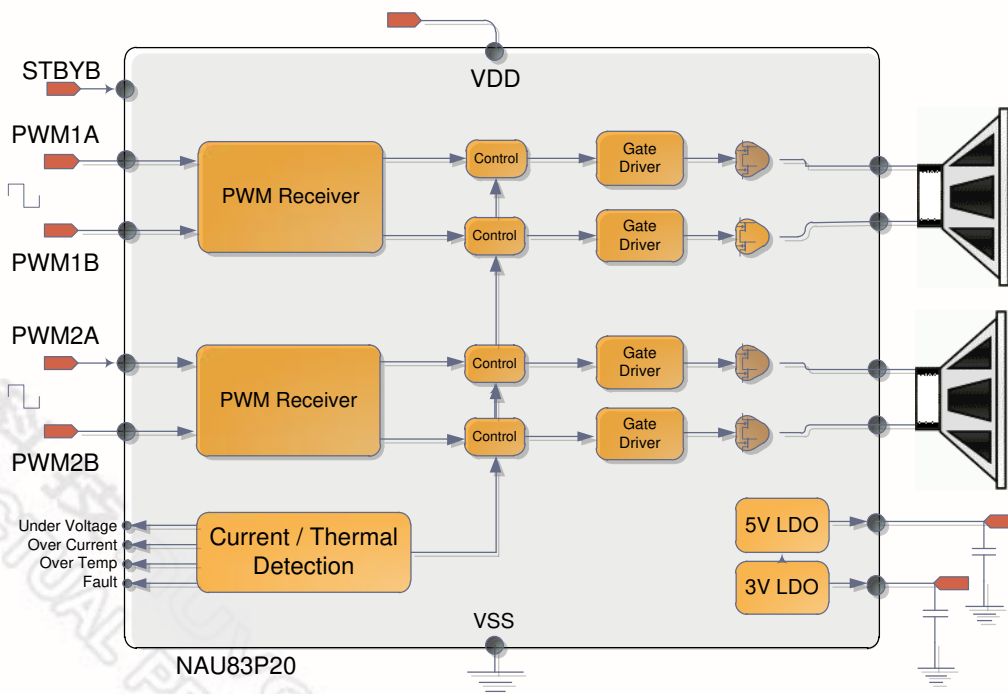 VDD
STBYB
PWM1A
PWM Receiver
Control
Gate
Driver
Control
Gate
Driver
PWM1B
PWM2A
PWM Receiver
Control
Gate
Driver
Control
Gate
Driver
PWM2B
Under Voltage
Over Current
Over Temp
Fault
Current / Thermal
Detection
5V LDO
3V LDO
VSS
NAU83P20